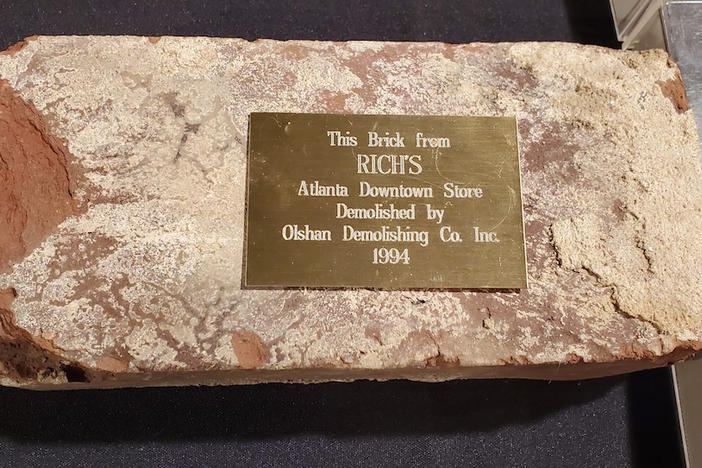 This Brick from
RICH'S
Atlanta Downtown Store
Demolished by
Olshan Demolishing Co. Inc.
1994